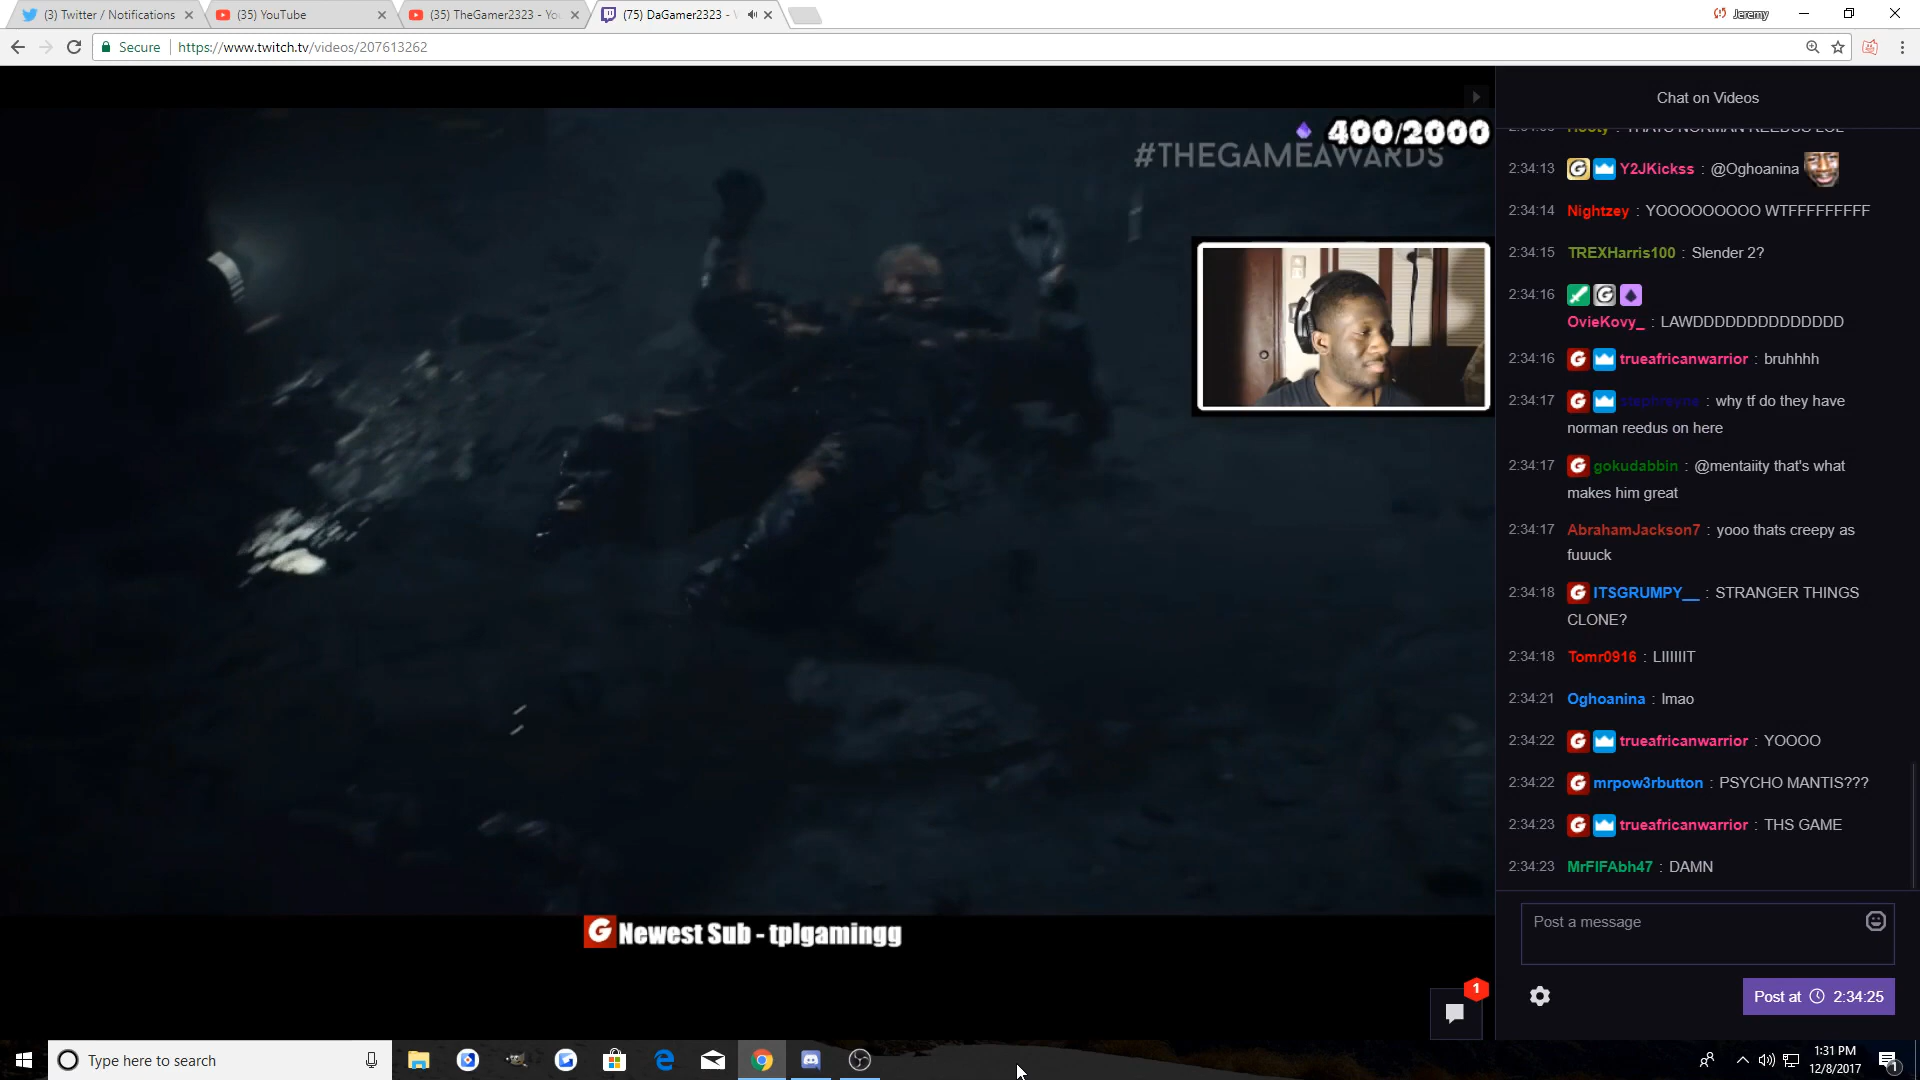 (3) Twitter / Notifications
(35) YouTube
(35) TheGamer2323 - You
(75) DaGamer2323 -
Jeremy
Secure
https://www.twitch.tv/videos/207613262
Chat on Videos
400/2000
#THEGAMEAWARDS
2:34:13 Y2JKickss : @Oghoanina
2:34:14 Nightzey : YOOOOOOOOO WTFFFFFFFFF
2:34:15 TREXHarris100 : Slender 2?
2:34:16
OvieKovy_ : LAWDDDDDDDDDDDDDD
2:34:16 trueafricanwarrior : bruhhhh
2:34:17 stephreyne : why tf do they have
norman reedus on here
2:34:17 gokudabbin : @mentaiity that's what
makes him great
2:34:17 AbrahamJackson7 : yooo thats creepy as
fuuuck
2:34:18 ITSGRUMPY__ : STRANGER THINGS
CLONE?
2:34:18 Tomr0916 : LIIIIIIT
2:34:21 Oghoanina : lmao
2:34:22 trueafricanwarrior : YOOOO
2:34:22 mrpow3rbutton : PSYCHO MANTIS???
2:34:23 trueafricanwarrior : THS GAME
2:34:23 MrFIFAbh47 : DAMN
Post a message
G Newest Sub - tplgamingg
1
Post at 2:34:25
Type here to search
1:31 PM
12/8/2017
1